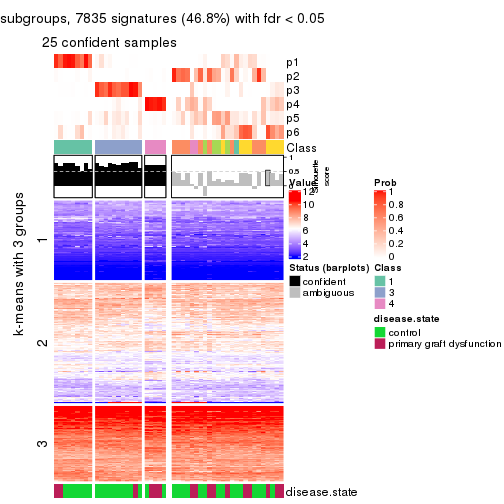 subgroups, 7835 signatures (46.8%) with fdr < 0.05
25 confident samples
p1
p2
p3
p4
p5
p6
Class
1
0.5
0
Silhouette
score
k-means with 3 groups
1
2
3
Value
12
10
8
6
4
2
Prob
1
0.8
0.6
0.4
0.2
0
Status (barplots)
confident
ambiguous
Class
1
3
4
disease.state
control
primary graft dysfunction
disease.state